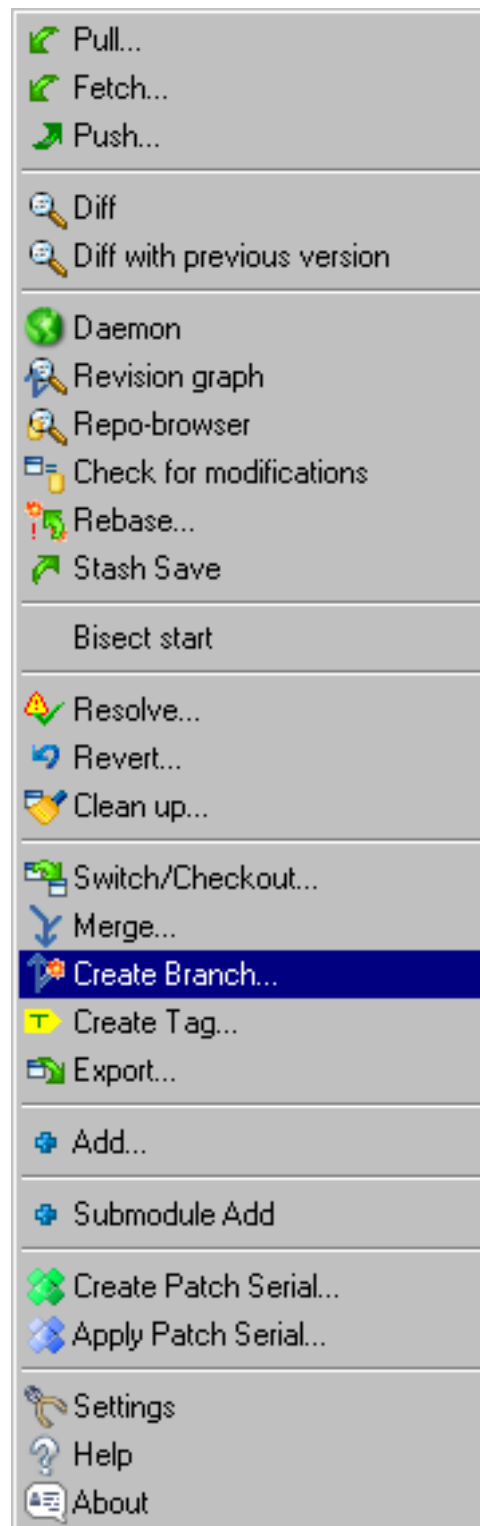 Pull...
Fetch...
Push...
Diff
Diff with previous version
Daemon
Revision graph
Repo-browser
Check for modifications
Rebase...
Stash Save
Bisect start
Resolve...
Revert...
Clean up...
Switch/Checkout...
Merge...
Create Branch...
T Create Tag...
Export...
Add...
Submodule Add
Create Patch Serial...
Apply Patch Serial...
Settings
Help
About